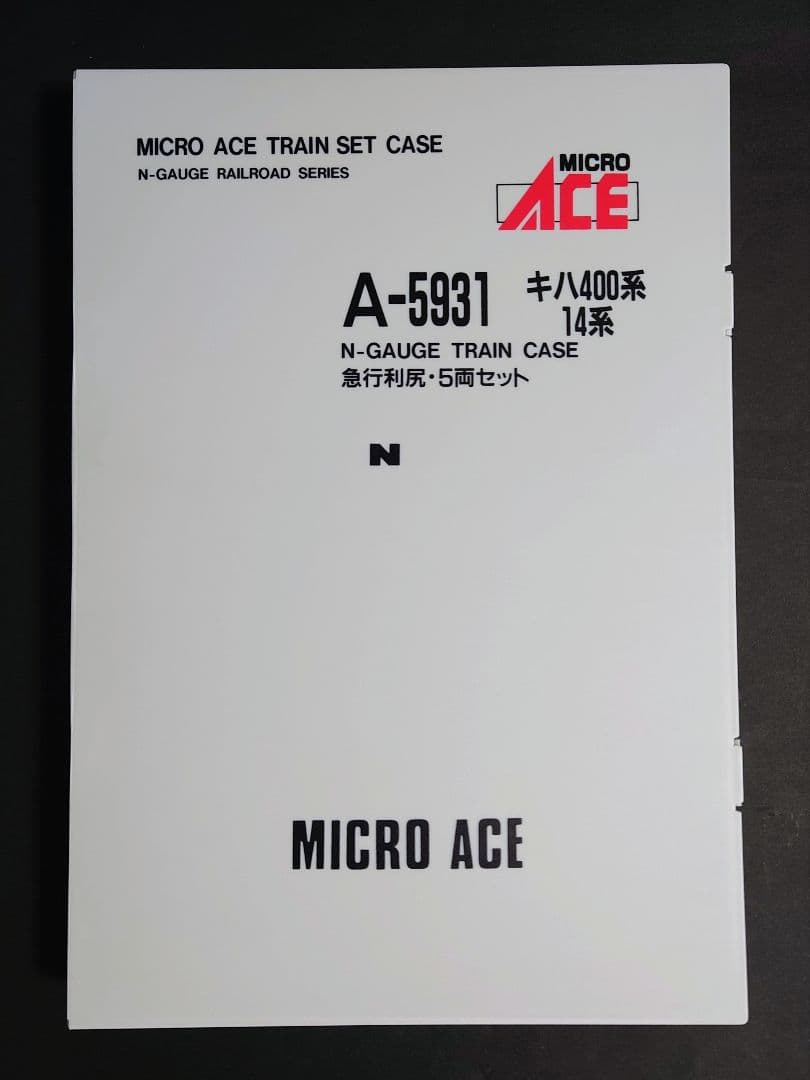 MICRO ACE TRAIN SET CASE
N-GAUGE RAILROAD SERIES
MICRO
ACE
A-5931 キハ400系
14系
N-GAUGE TRAIN CASE
急行利尻・5両セット
N
MICRO ACE